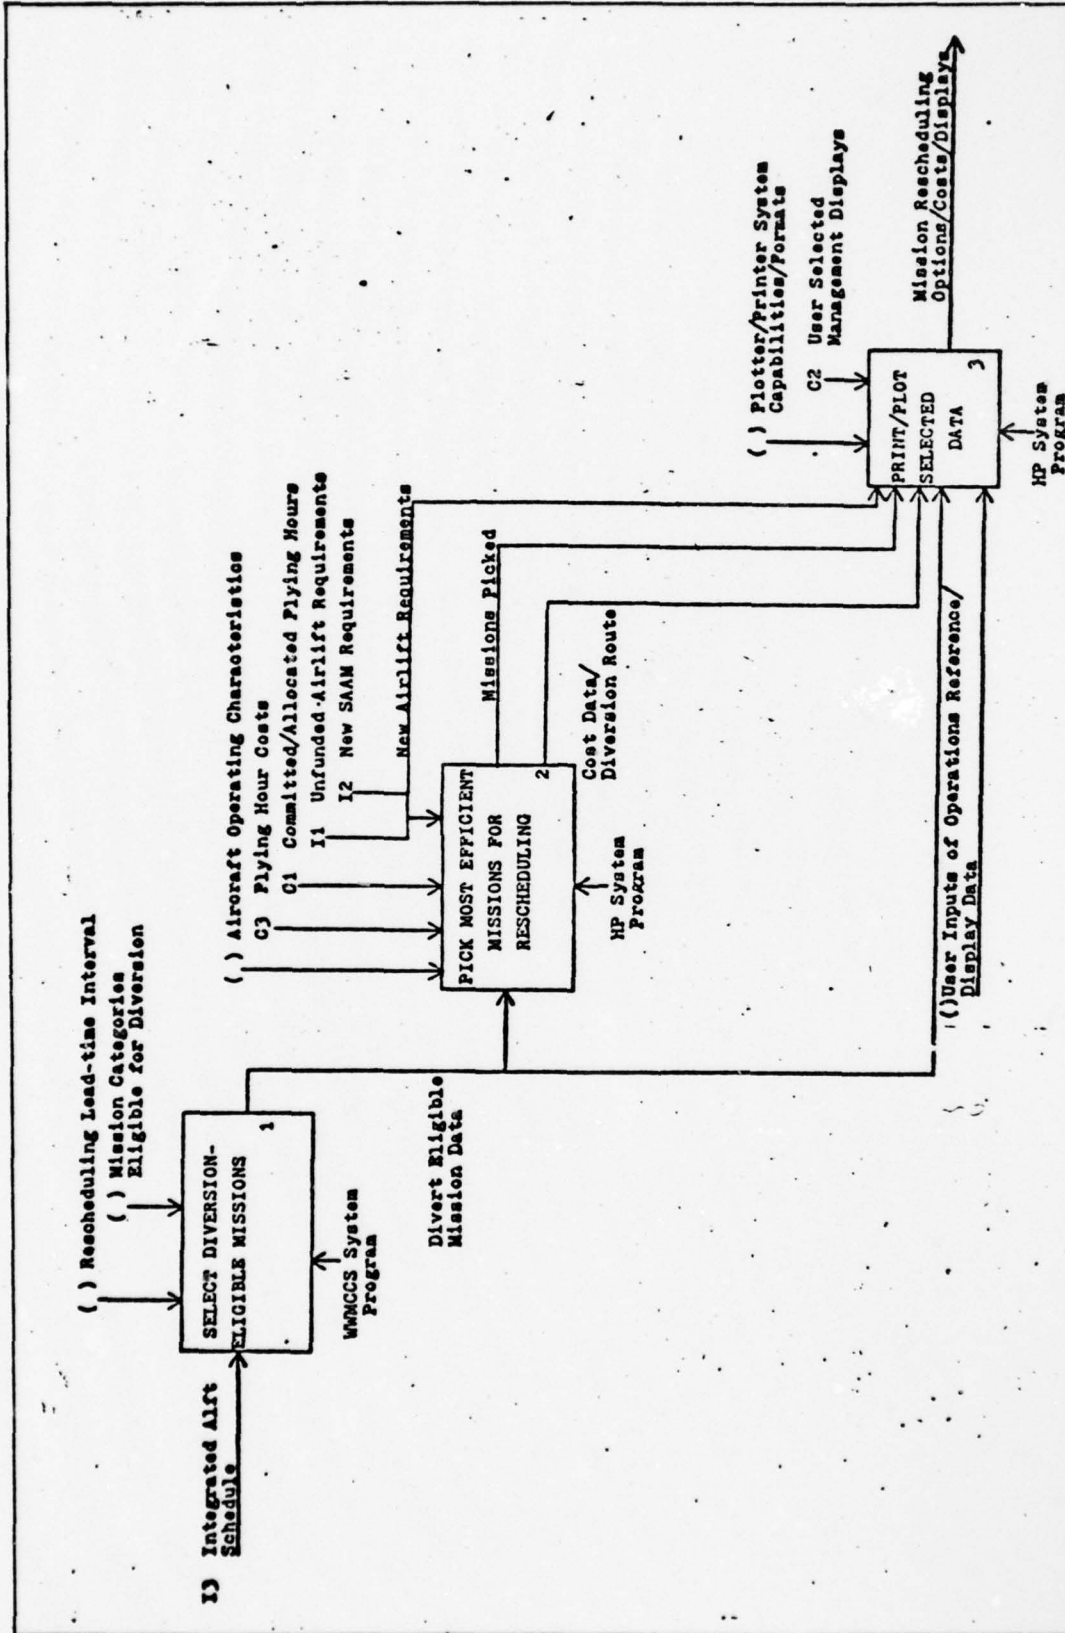 ( ) Rescheduling Lead-time Interval
( ) Mission Categories
Eligible for Diversion
I3 Integrated Alft
Schedule
SELECT DIVERSION-
ELIGIBLE MISSIONS
1
WWMCCS System
Program
Divert Eligible
Mission Data
( ) Aircraft Operating Characteristics
C3 Flying Hour Costs
C1 Committed/Allocated Flying Hours
I1 Unfunded Airlift Requirements
I2 New SAAM Requirements
New Airlift Requirements
PICK MOST EFFICIENT
MISSIONS FOR
RESCHEDULING
2
HP System
Program
Missions Picked
Cost Data/
Diversion Route
( ) Plotter/Printer System
Capabilities/Formats
C2 User Selected
Management Displays
PRINT/PLOT
SELECTED
DATA
3
HP System
Program
Mission Rescheduling
Options/Costs/Displays
( )User Inputs of Operations Reference/
Display Data